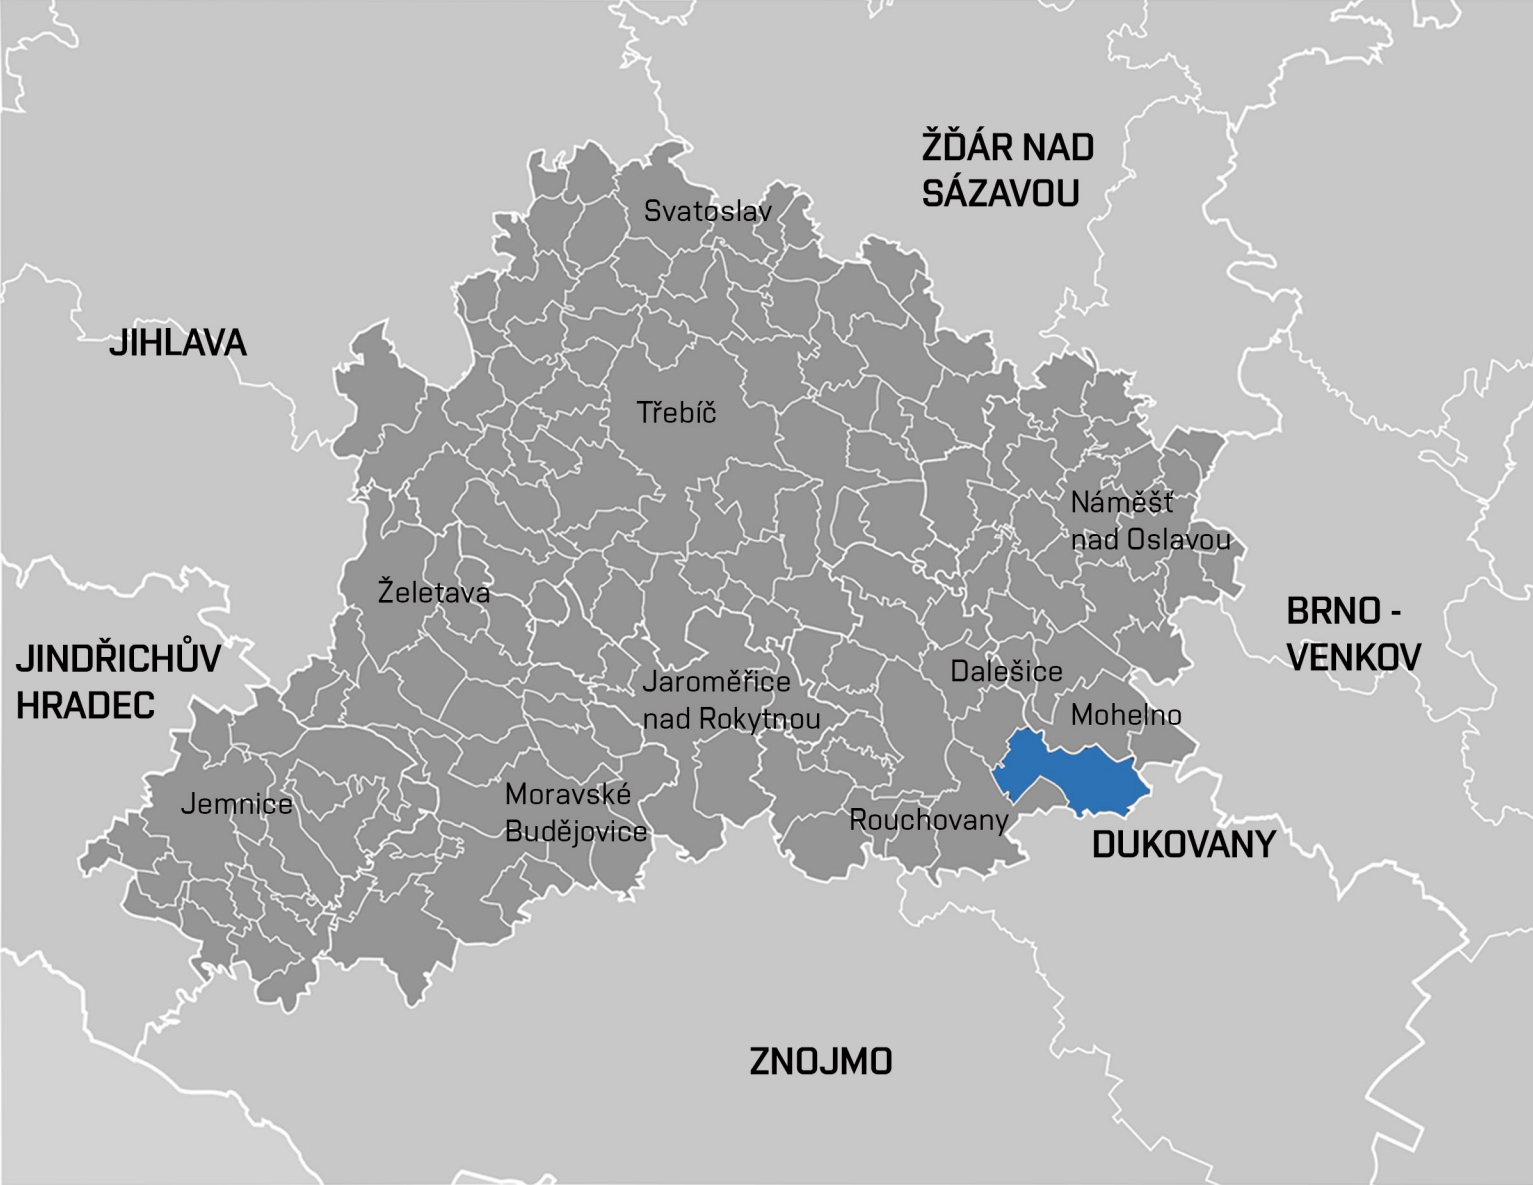 ŽĎÁR NAD
SÁZAVOU
Svatoslav
JIHLAVA
Třebíč
Náměšť
nad Oslavou
Želetava
BRNO -
VENKOV
JINDŘICHŮV
HRADEC
Dalešice
Jaroměřice
nad Rokytnou
Mohelno
Jemnice
Moravské
Budějovice
Rouchovany
DUKOVANY
ZNOJMO